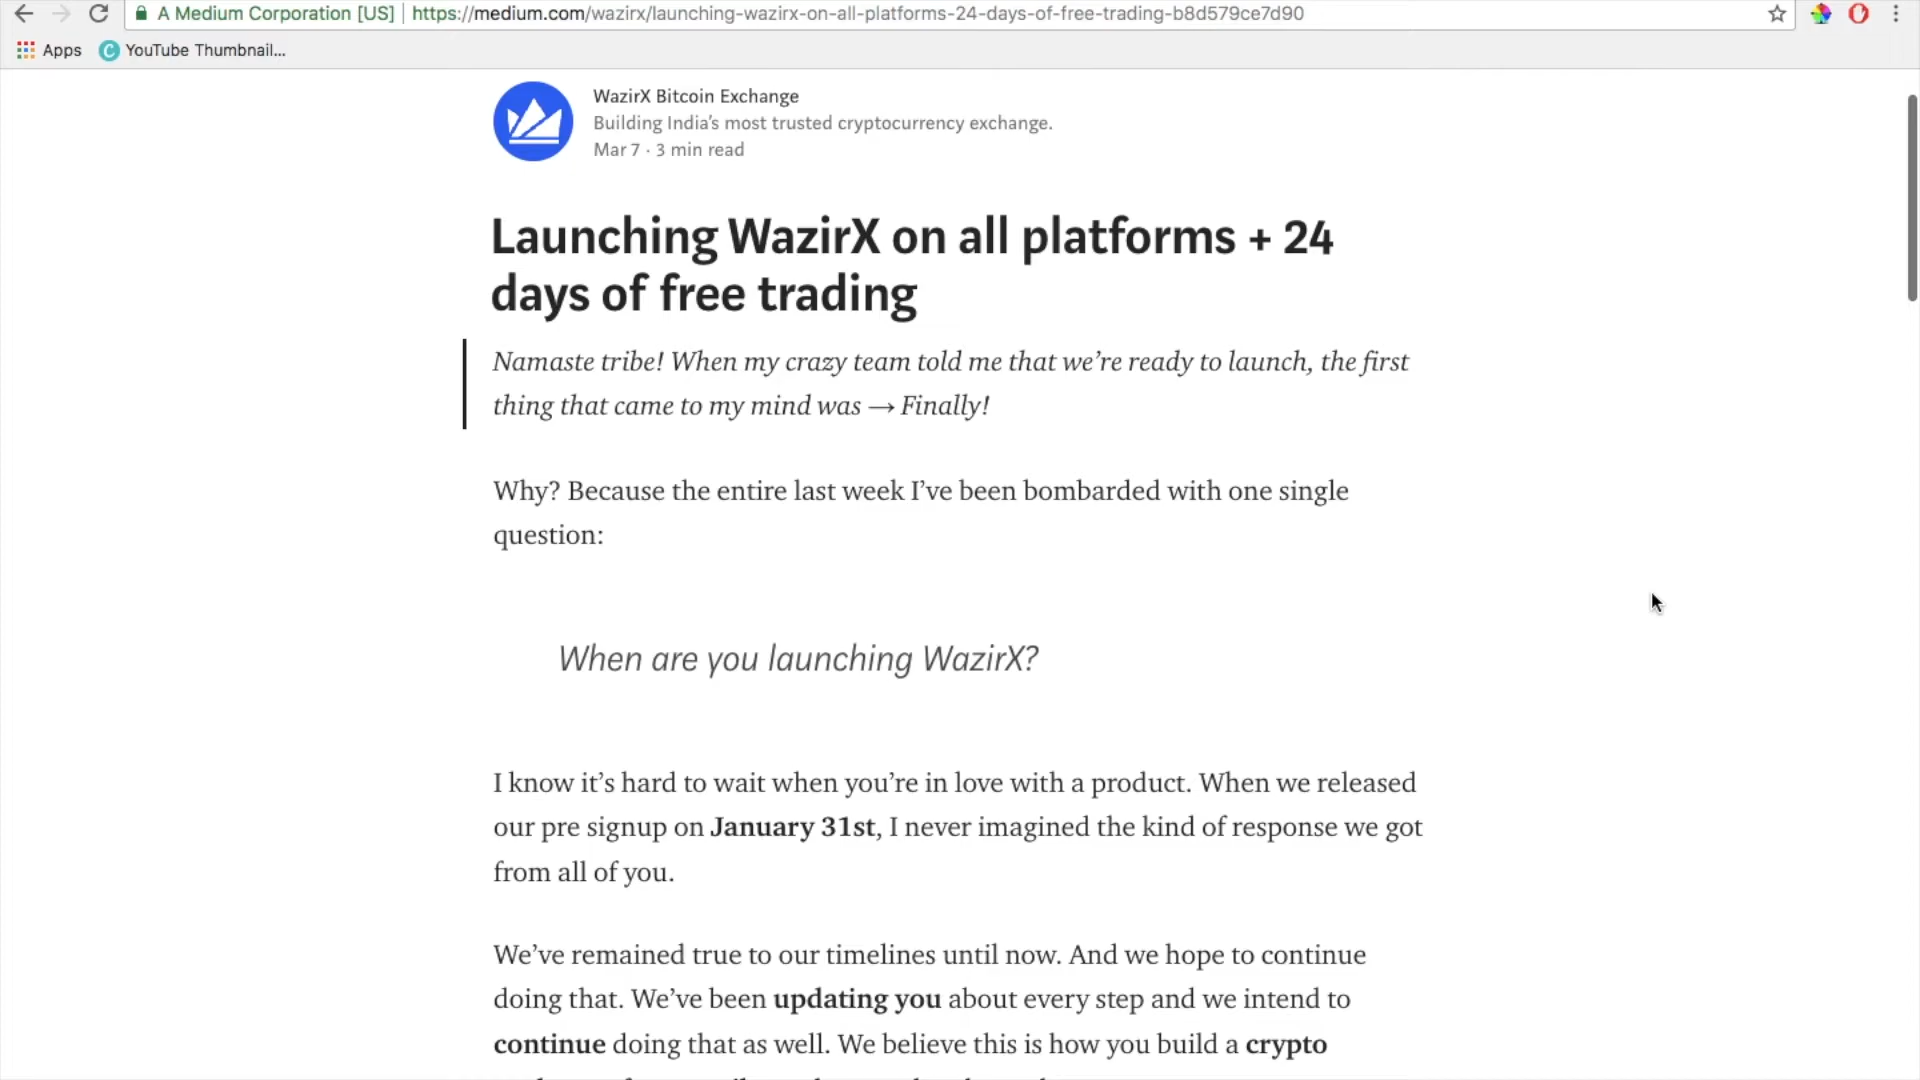 A Medium Corporation [US] https://medium.com/wazirx/launching-wazirx-on-all-platforms-24-days-of-free-trading-b8d579ce7d90
Apps YouTube Thumbnail...
WazirX Bitcoin Exchange
Building India's most trusted cryptocurrency exchange.
Mar 7 · 3 min read
Launching WazirX on all platforms + 24
days of free trading
Namaste tribe! When my crazy team told me that we’re ready to launch, the first
thing that came to my mind was → Finally!
Why? Because the entire last week I’ve been bombarded with one single
question:
When are you launching WazirX?
I know it’s hard to wait when you’re in love with a product. When we released
our pre signup on January 31st, I never imagined the kind of response we got
from all of you.
We’ve remained true to our timelines until now. And we hope to continue
doing that. We’ve been updating you about every step and we intend to
continue doing that as well. We believe this is how you build a crypto